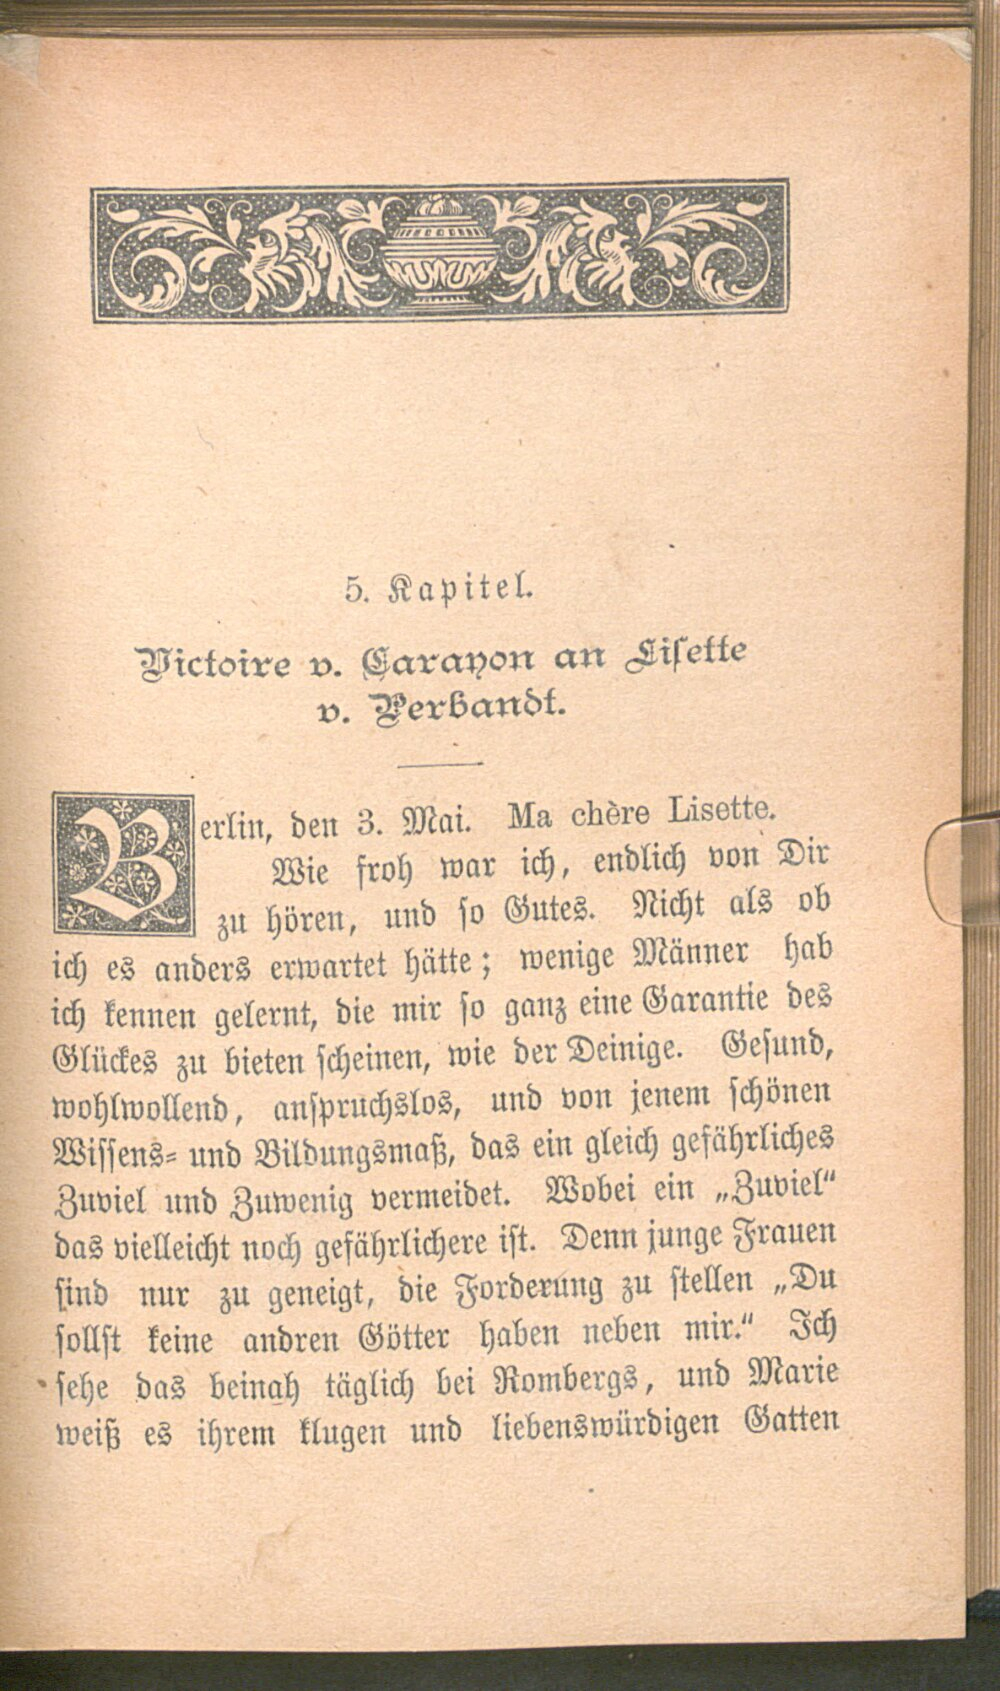 5. Kapitel.
Victoire v. Carayon an Lisette
v. Perbandt.
Berlin, den 3. Mai. Ma chère Lisette.
Wie froh war ich, endlich von Dir
zu hören, und so Gutes. Nicht als ob
ich es anders erwartet hätte; wenige Männer hab
ich kennen gelernt, die mir so ganz eine Garantie des
Glückes zu bieten scheinen, wie der Deinige. Gesund,
wohlwollend, anspruchslos, und von jenem schönen
Wissens- und Bildungsmaß, das ein gleich gefährliches
Zuviel und Zuwenig vermeidet. Wobei ein „Zuviel“
das vielleicht noch gefährlichere ist. Denn junge Frauen
sind nur zu geneigt, die Forderung zu stellen „Du
sollst keine andren Götter haben neben mir.“ Ich
sehe das beinah täglich bei Rombergs, und Marie
weiß es ihrem klugen und liebenswürdigen Gatten